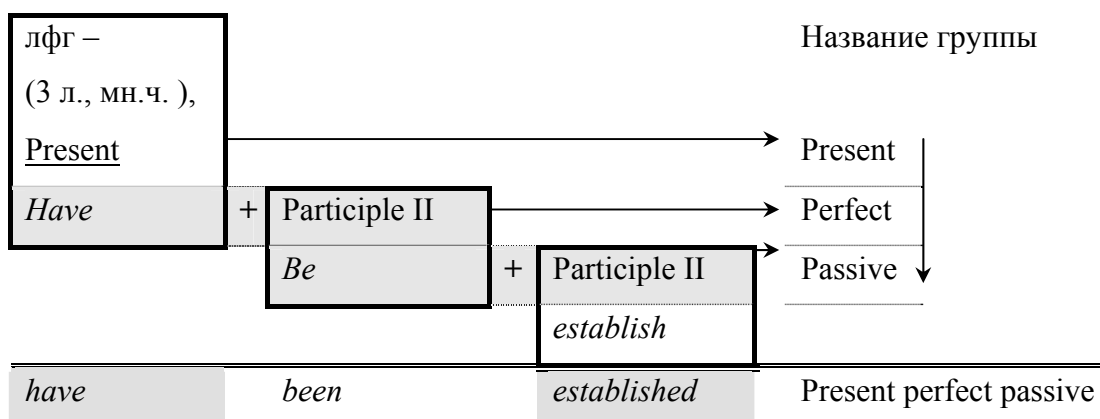 лфг – Название группы
(3 л., мн.ч. ),
Present Present
Have + Participle II Perfect
Be + Participle II Passive
establish
have been established Present perfect passive